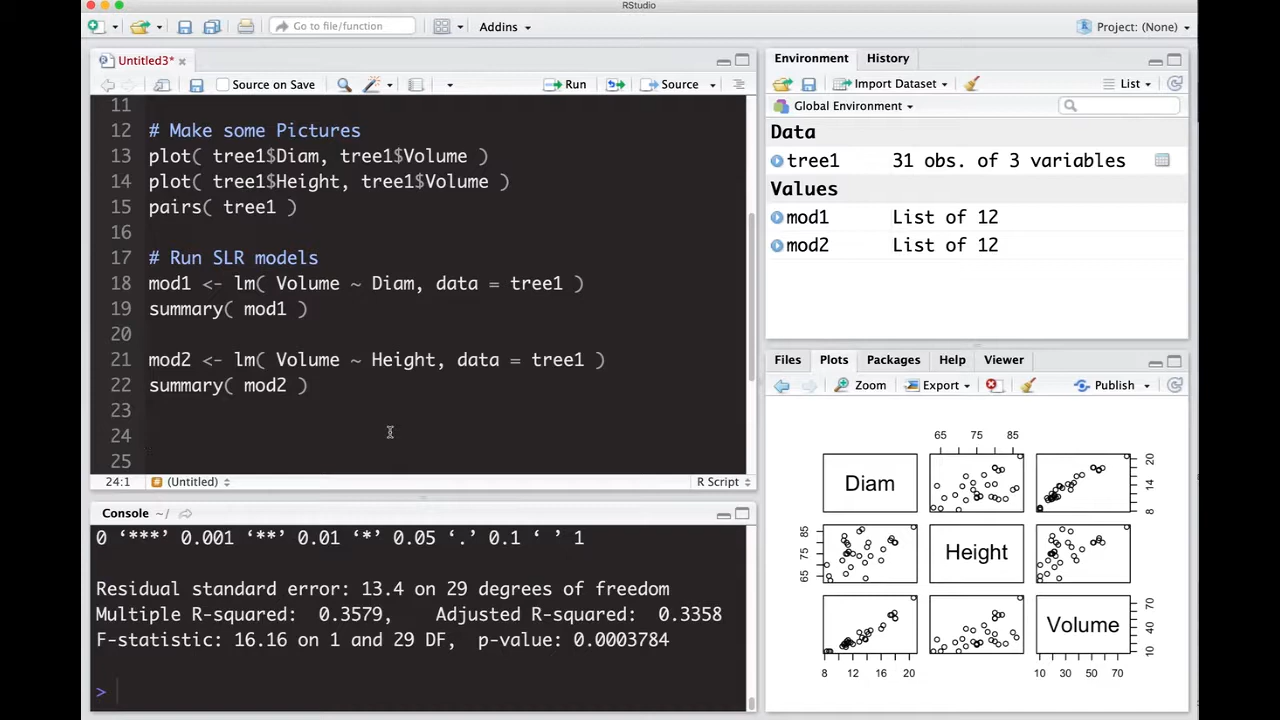 RStudio
Go to file/function
Addins
Project: (None)
Untitled3*
Source on Save
Run
Source
11
12 # Make some Pictures
13 plot( tree1$Diam, tree1$Volume )
14 plot( tree1$Height, tree1$Volume )
15 pairs( tree1 )
16
17 # Run SLR models
18 mod1 <- lm( Volume ~ Diam, data = tree1 )
19 summary( mod1 )
20
21 mod2 <- lm( Volume ~ Height, data = tree1 )
22 summary( mod2 )
23
24
25
24:1 (Untitled) R Script
Console ~/
0 ‘***’ 0.001 ‘**’ 0.01 ‘*’ 0.05 ‘.’ 0.1 ‘ ’ 1
Residual standard error: 13.4 on 29 degrees of freedom
Multiple R-squared: 0.3579, Adjusted R-squared: 0.3358
F-statistic: 16.16 on 1 and 29 DF, p-value: 0.0003784
>
Environment History
Import Dataset List
Global Environment
Data
tree1 31 obs. of 3 variables
Values
mod1 List of 12
mod2 List of 12
Files Plots Packages Help Viewer
Zoom Export Publish
65 75 85
Diam
8 14 20
65 75 85
Height
Volume
10 40 70
8 12 16 20
10 30 50 70